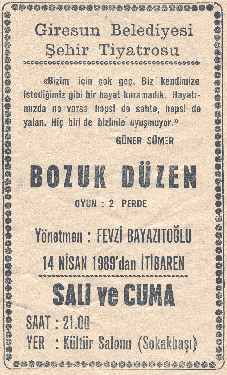 Giresun Belediyesi
Şehir Tiyatrosu
«Bizim için çok geç. Biz kendimize
istediğimiz gibi bir hayat kuramadık. Hayatı-
mızda ne varsa hepsi de sahte, hepsi de
yalan. Hiç biri de bizimle uyuşmuyor.»
GÜNER SÜMER
BOZUK DÜZEN
OYUN : 2 PERDE
Yönetmen : FEVZİ BAYAZITOĞLU
14 NİSAN 1989'dan İTİBAREN
SALI ve CUMA
SAAT : 21.00
YER : Kültür Salonu (Sokakbaşı)